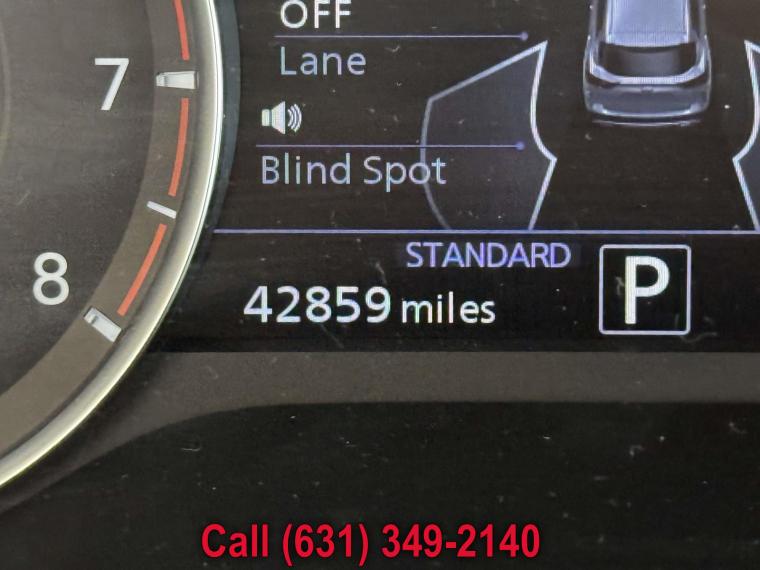 OFF
Lane
7
Blind Spot
STANDARD
8
42859 miles
P
Call (631) 349-2140